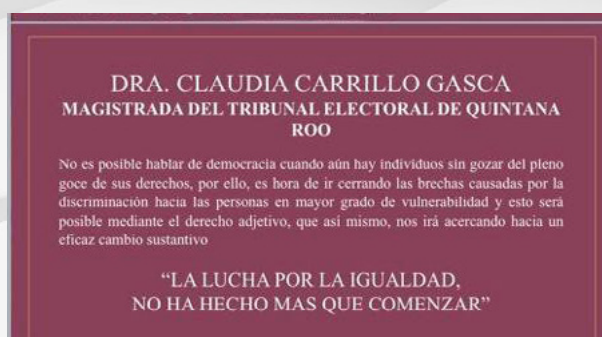 DRA. CLAUDIA CARRILLO GASCA
MAGISTRADA DEL TRIBUNAL ELECTORAL DE QUINTANA
ROO
No es posible hablar de democracia cuando aún hay individuos sin gozar del pleno
goce de sus derechos, por ello, es hora de ir cerrando las brechas causadas por la
discriminación hacia las personas en mayor grado de vulnerabilidad y esto será
posible mediante el derecho adjetivo, que así mismo, nos irá acercando hacia un
eficaz cambio sustantivo
“LA LUCHA POR LA IGUALDAD,
NO HA HECHO MAS QUE COMENZAR”